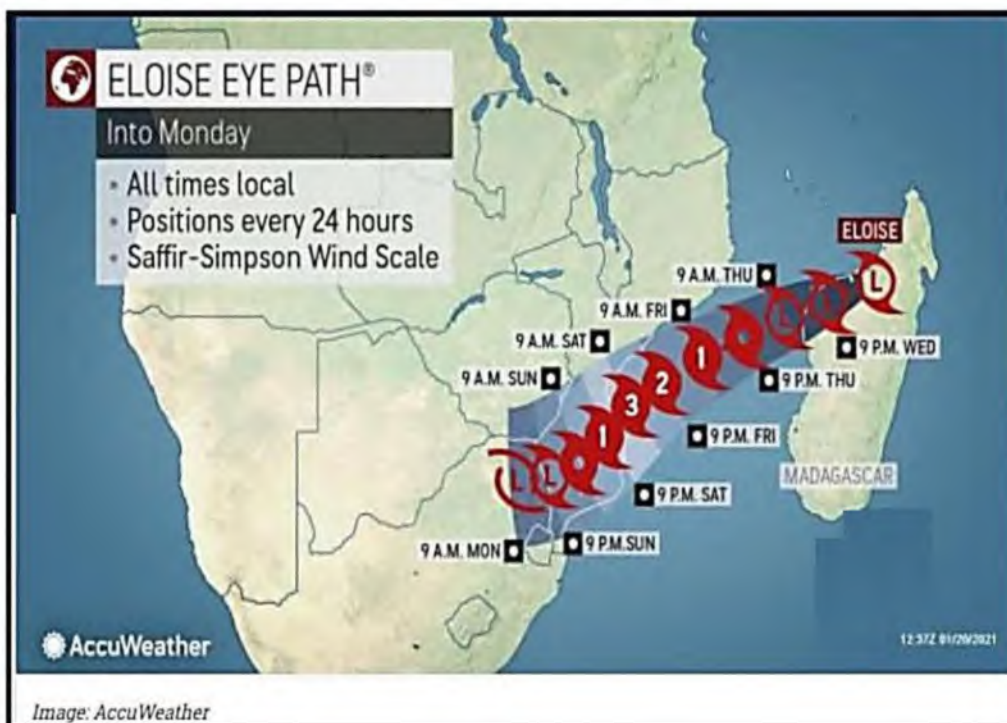 ELOISE EYE PATH®
Into Monday
• All times local
• Positions every 24 hours
• Saffir-Simpson Wind Scale
ELOISE
9 A.M. THU
L
L
L
9 A.M. FRI
9 A.M. SAT
1
9 P.M. WED
9 A.M. SUN
2
9 P.M. THU
3
1
9 P.M. FRI
L
L
MADAGASCAR
9 P.M. SAT
9 A.M. MON
9 P.M.SUN
AccuWeather
12:37Z 01/20/2021
Image: AccuWeather